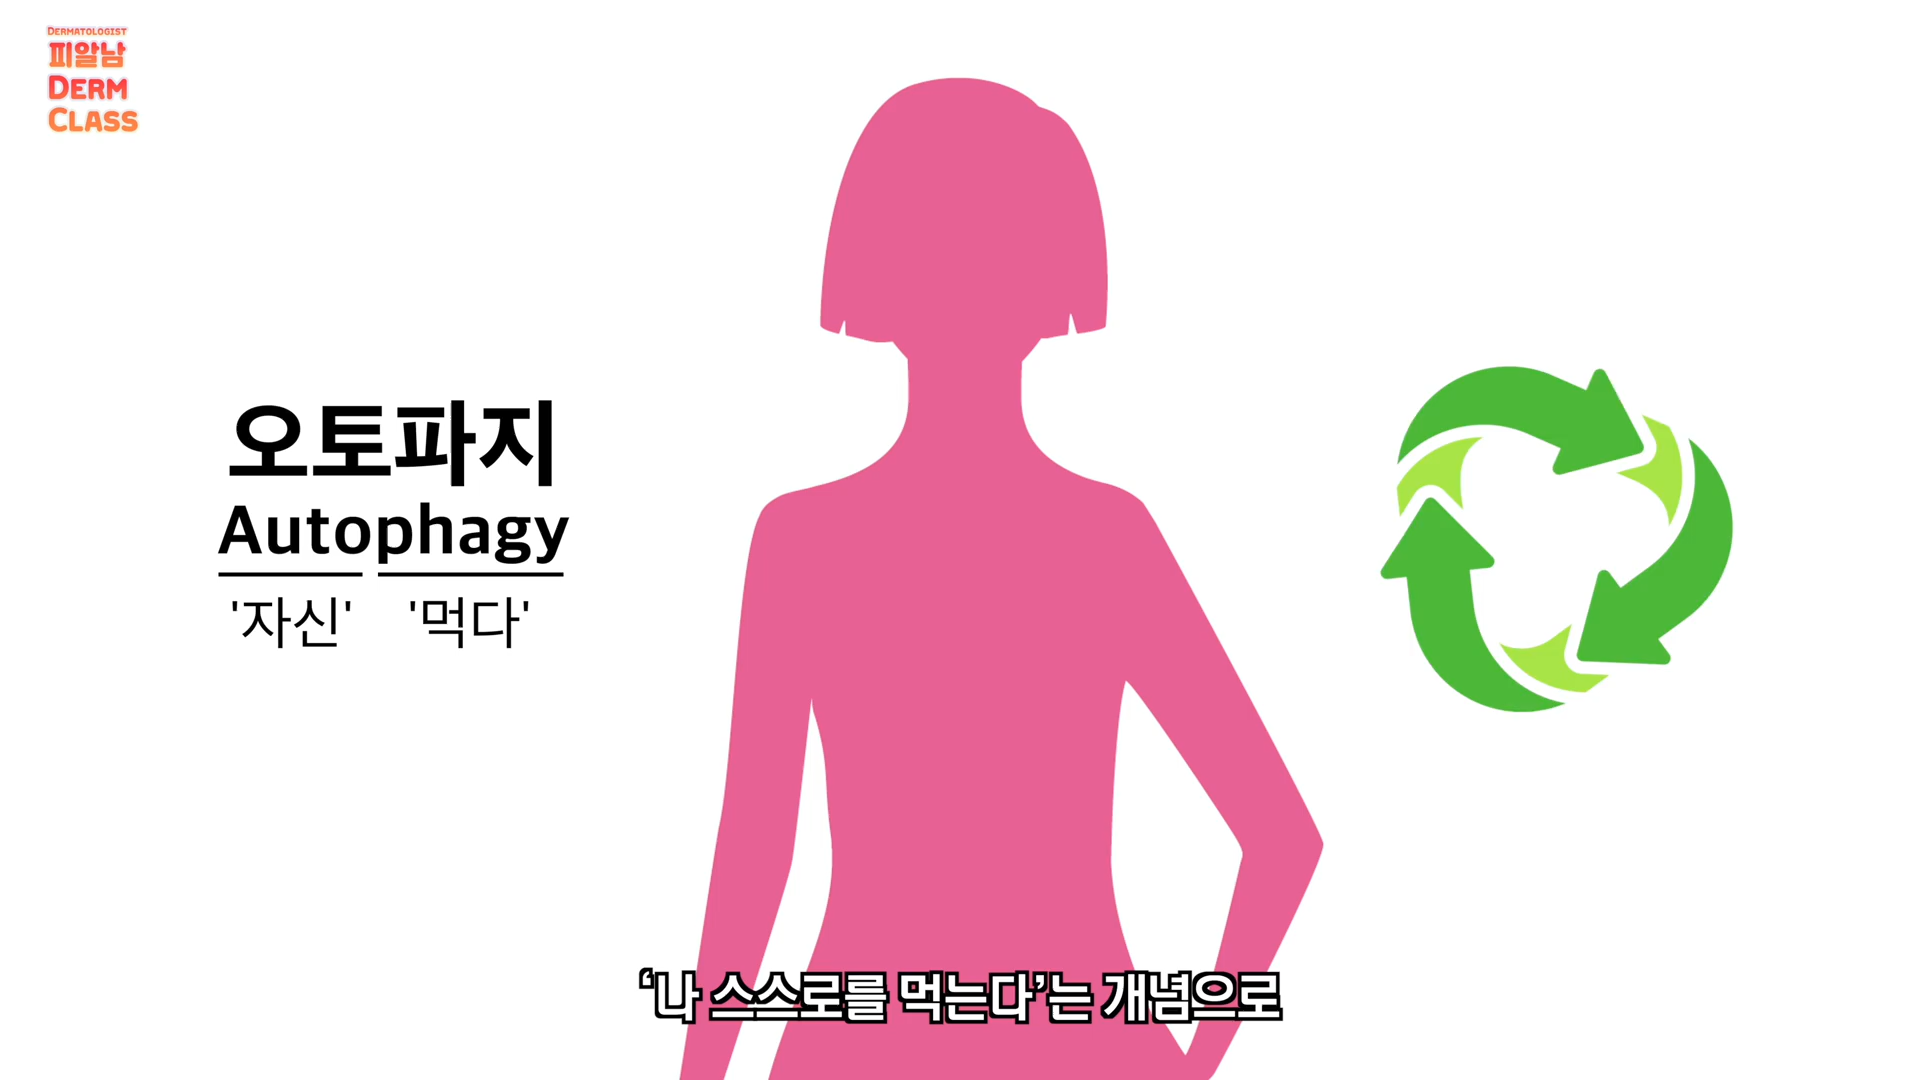 DERMATOLOGIST
피알남
DERM
CLASS
오토파지
Autophagy
'자신' '먹다'
‘나 스스로를 먹는다’는 개념으로